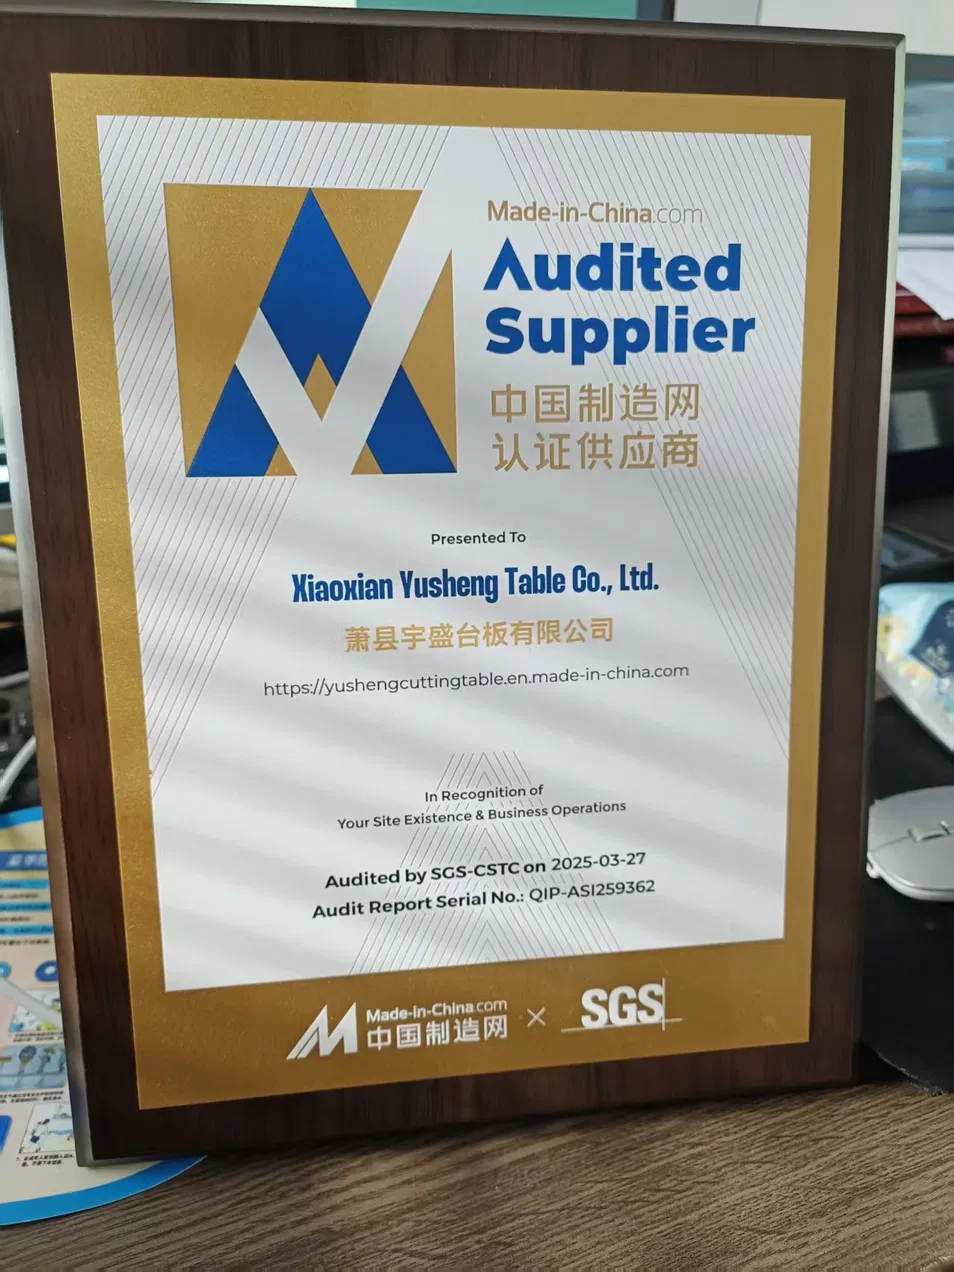 Made-in-China.com
Audited
Supplier
中国制造网
认证供应商
Presented To
Xiaoxian Yusheng Table Co., Ltd.
萧县宇盛台板有限公司
https://yushengcuttingtable.en.made-in-china.com
In Recognition of
Your Site Existence & Business Operations
Audited by SGS-CSTC on 2025-03-27
Audit Report Serial No.: QIP-ASI259362
Made-in-China.com
中国制造网
×
SGS